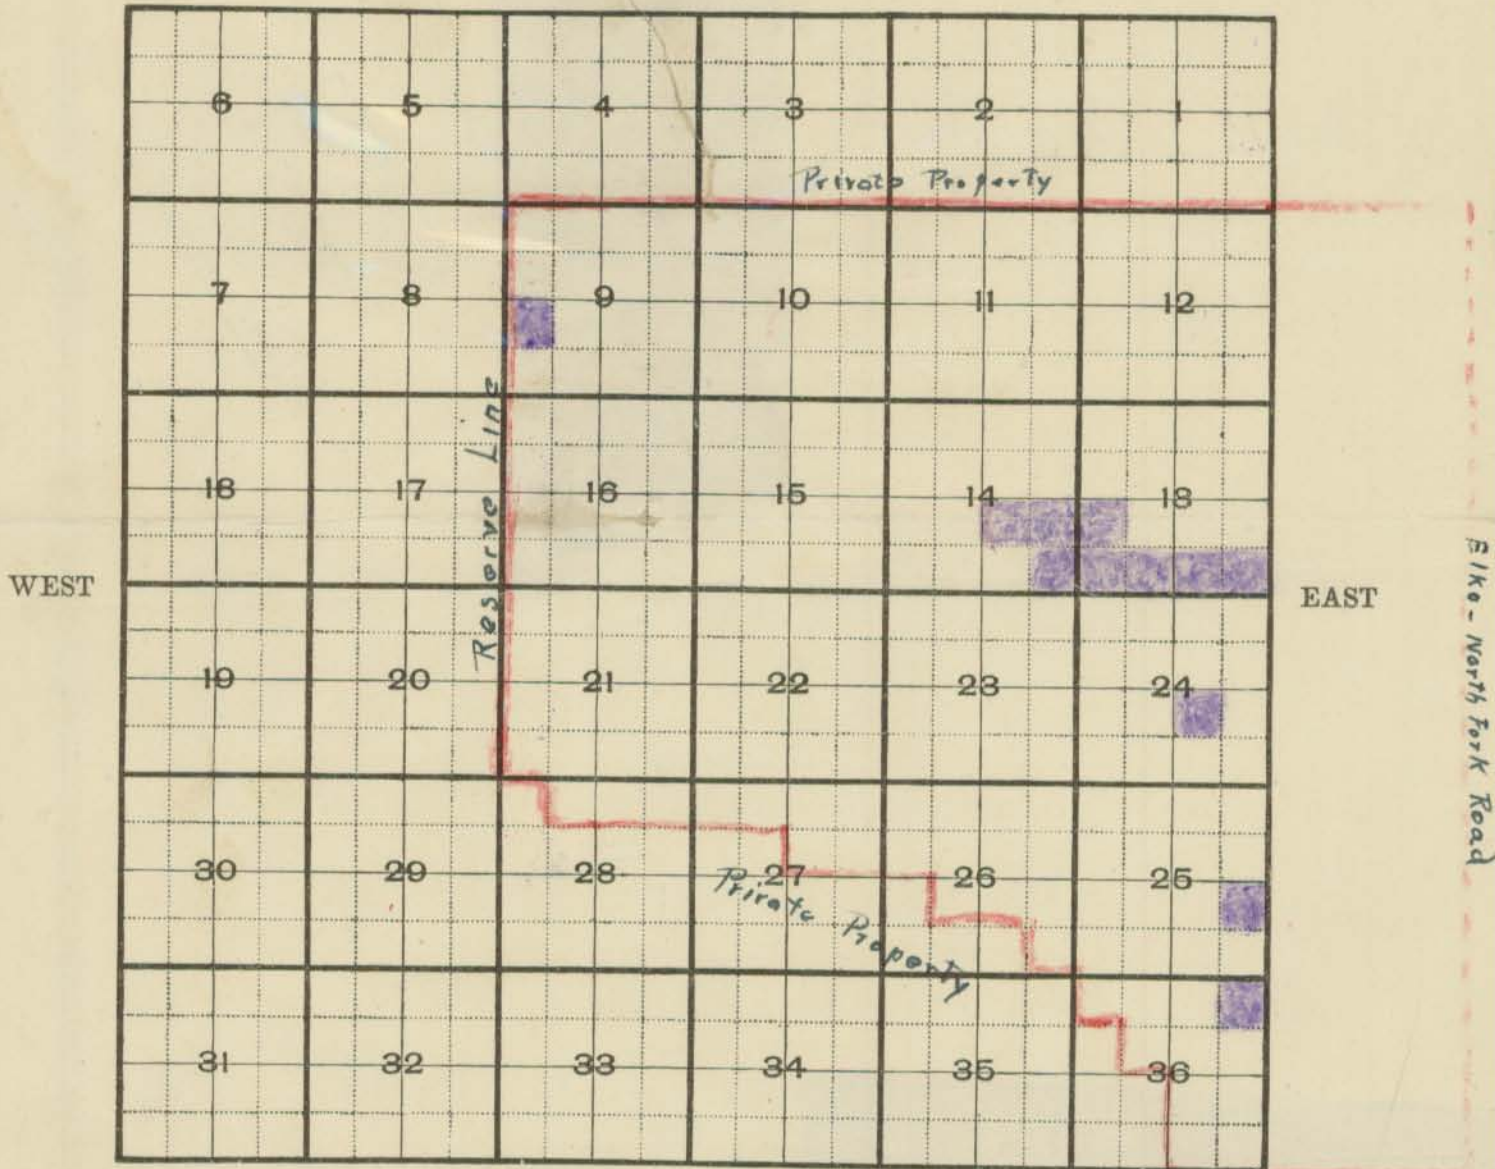 6 5 4 3 2 1
Private Property
7 8 9 10 11 12
Reserve Line
18 17 16 15 14 13
WEST
EAST
Elko - North Fork Road
19 20 21 22 23 24
30 29 28 27 26 25
Private Property
31 32 33 34 35 36